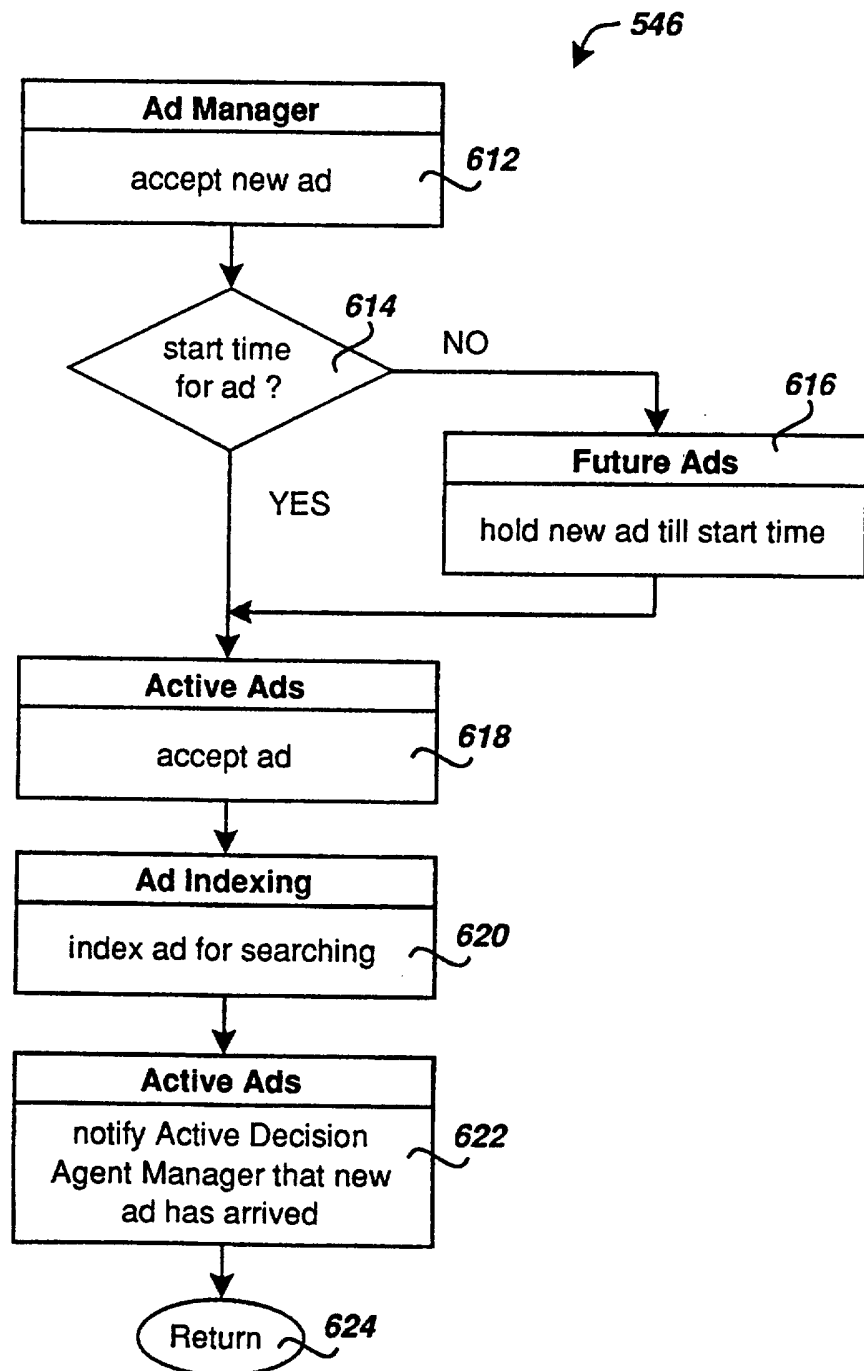 546
Ad Manager
accept new ad
612
start time
for ad ?
614
NO
YES
616
Future Ads
hold new ad till start time
Active Ads
accept ad
618
Ad Indexing
index ad for searching
620
Active Ads
notify Active Decision
Agent Manager that new
ad has arrived
622
Return
624